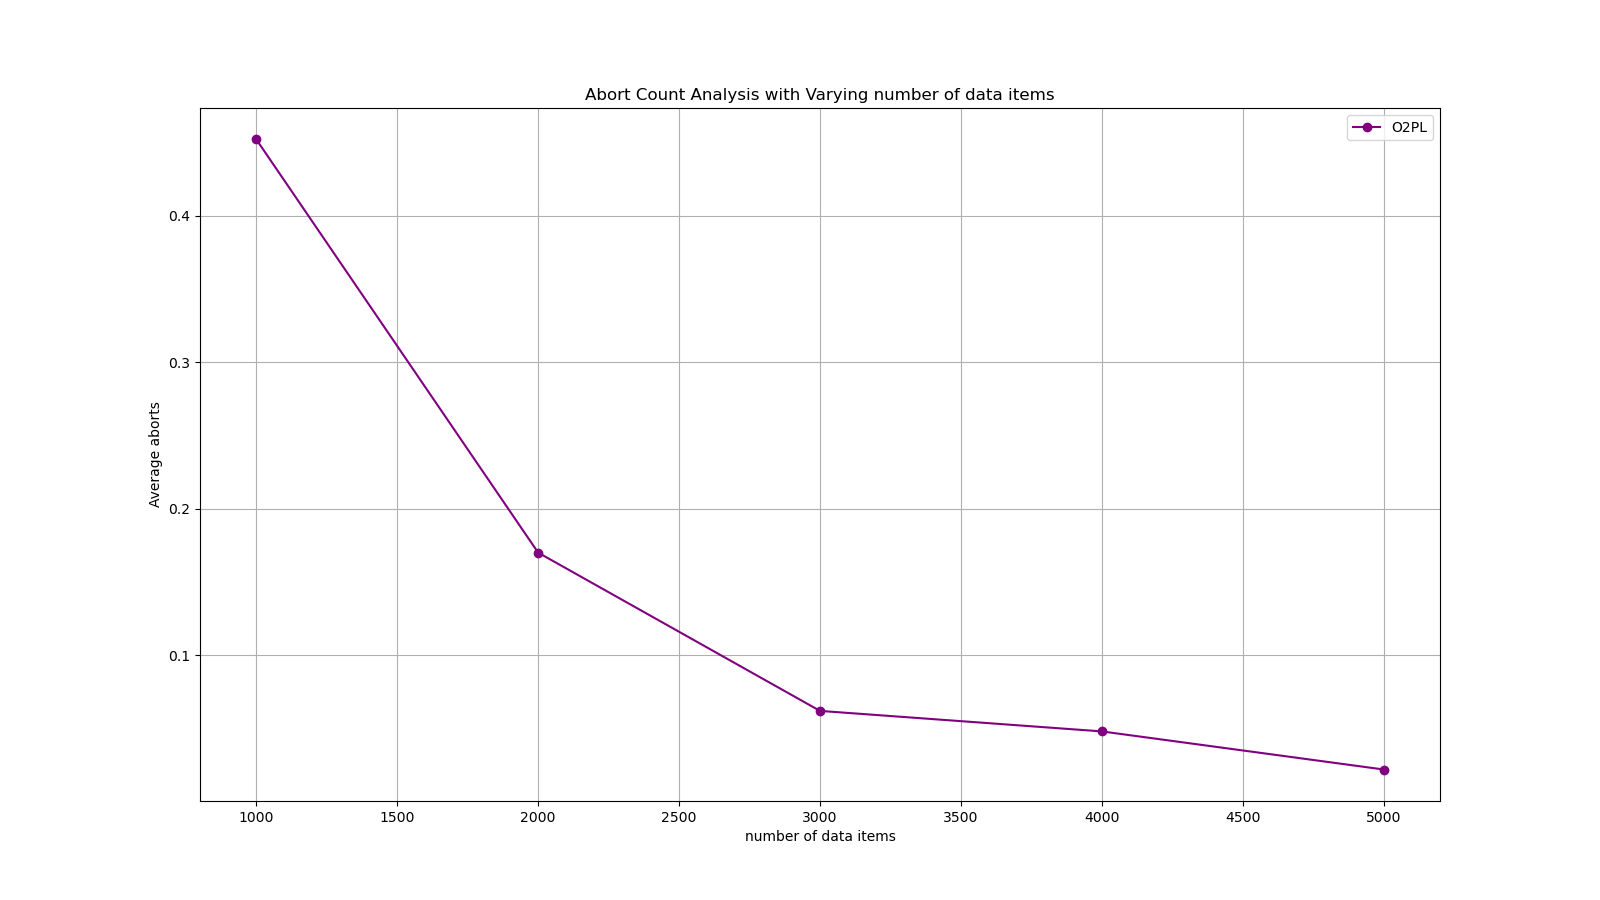 Abort Count Analysis with Varying number of data items
O2PL
0.4
0.3
0.2
0.1
Average aborts
1000 1500 2000 2500 3000 3500 4000 4500 5000
number of data items